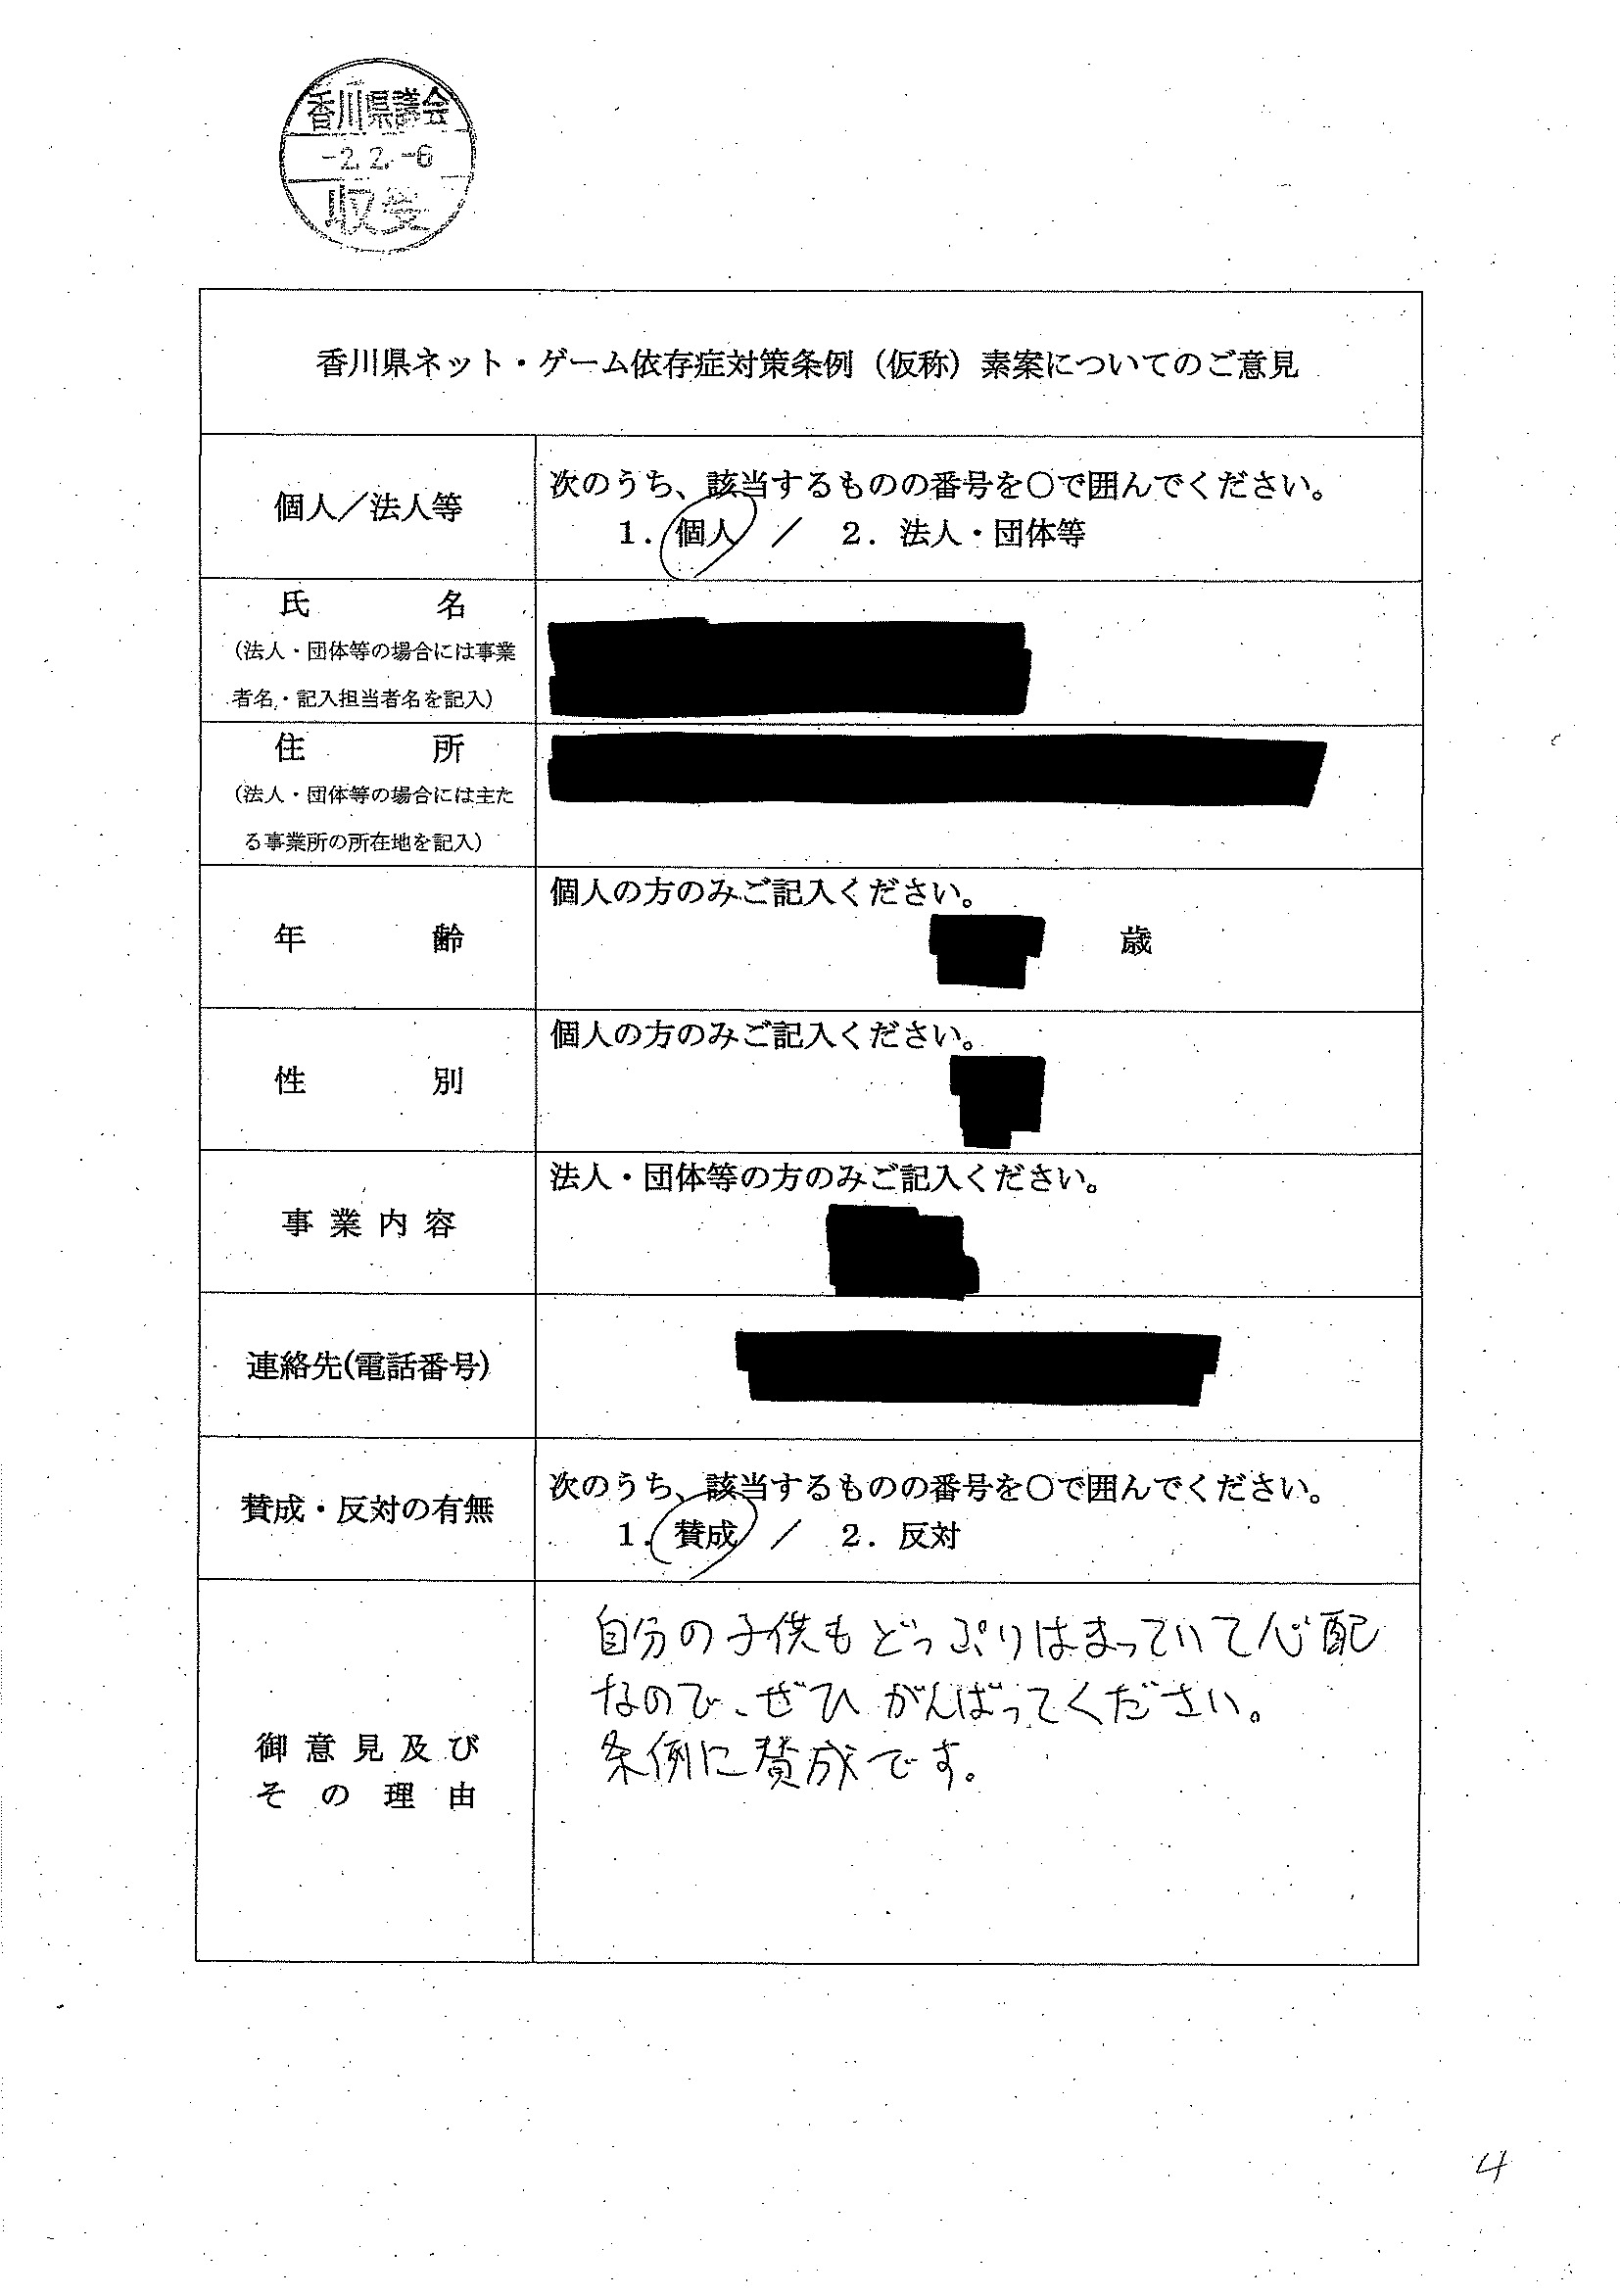 香川県議会
-2.2.-6
収受
香川県ネット・ゲーム依存症対策条例（仮称）素案についてのご意見
個人／法人等
次のうち、該当するものの番号を○で囲んでください。
1. 個人 ／ 2. 法人・団体等
氏 名
（法人・団体等の場合には事業
者名・記入担当者名を記入）
住 所
（法人・団体等の場合には主た
る事業所の所在地を記入）
年 齢
個人の方のみご記入ください。
歳
性 別
個人の方のみご記入ください。
事業内容
法人・団体等の方のみご記入ください。
連絡先(電話番号)
賛成・反対の有無
次のうち、該当するものの番号を○で囲んでください。
1. 賛成 ／ 2. 反対
御意見及び
その理由
自分の子供もどっぷりはまっていて心配
なので、ぜひがんばってください。
条例に賛成です。
4